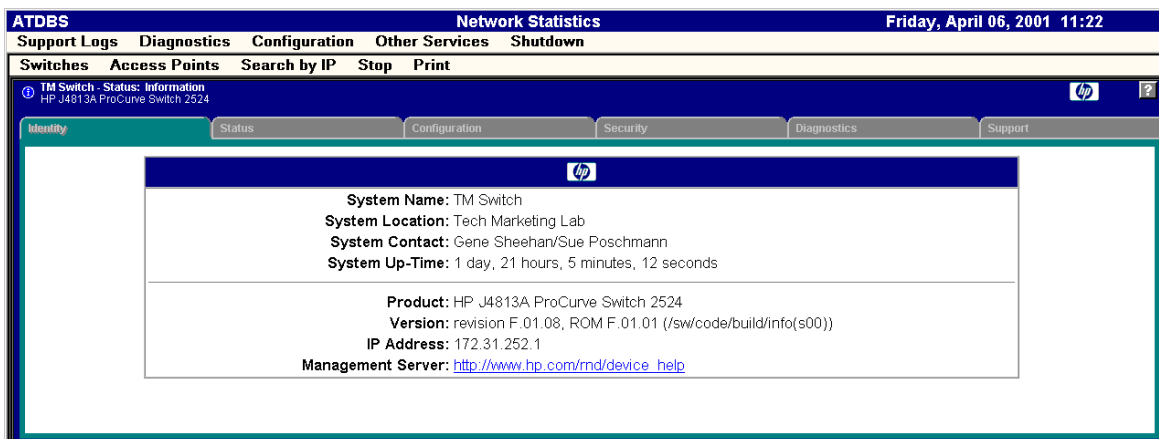 ATDBS Network Statistics Friday, April 06, 2001 11:22
Support Logs Diagnostics Configuration Other Services Shutdown
Switches Access Points Search by IP Stop Print
TM Switch - Status: Information
HP J4813A ProCurve Switch 2524
hp ?
Identity Status Configuration Security Diagnostics Support
hp
System Name: TM Switch
System Location: Tech Marketing Lab
System Contact: Gene Sheehan/Sue Poschmann
System Up-Time: 1 day, 21 hours, 5 minutes, 12 seconds
Product: HP J4813A ProCurve Switch 2524
Version: revision F.01.08, ROM F.01.01 (/sw/code/build/info(s00))
IP Address: 172.31.252.1
Management Server: http://www.hp.com/rnd/device_help